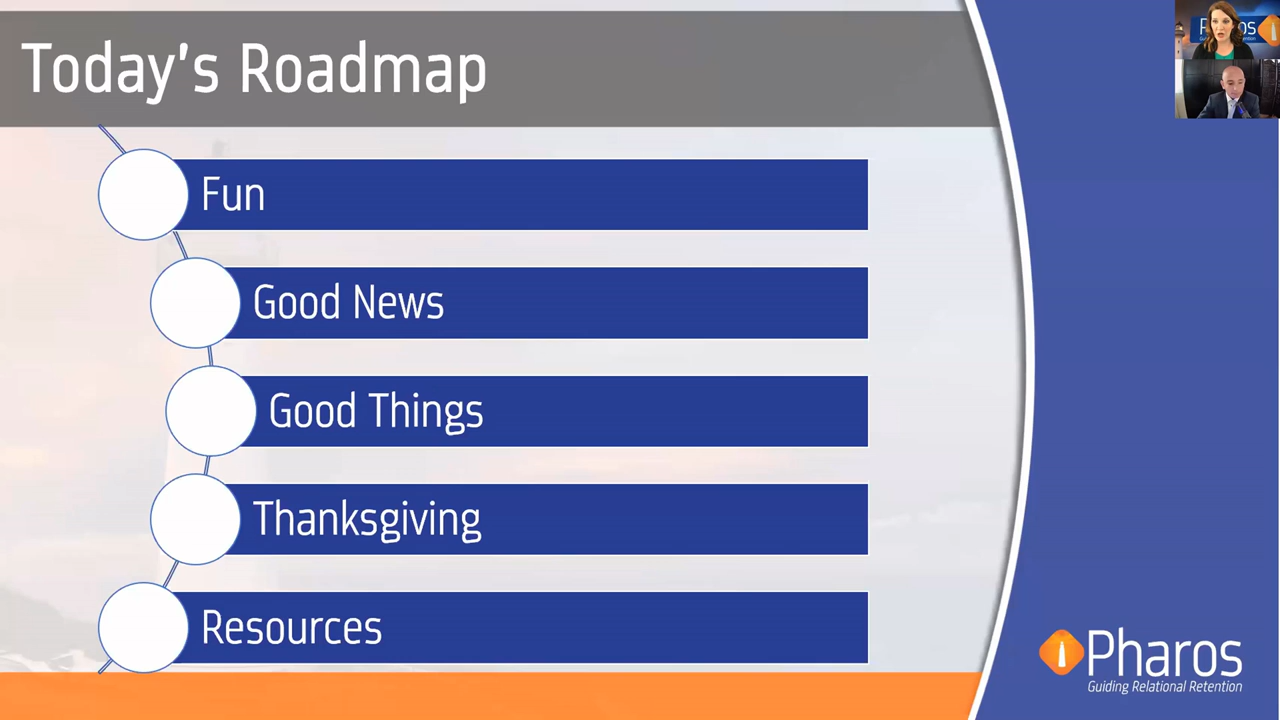 Today's Roadmap
Fun
Good News
Good Things
Thanksgiving
Resources
Pharos
Guiding Relational Retention